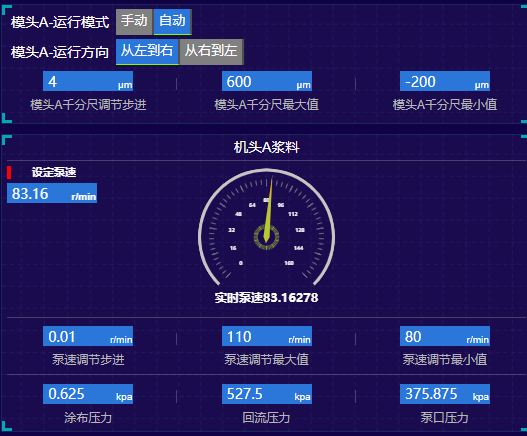 模头A-运行模式 手动 自动
模头A-运行方向 从左到右 从右到左
4 μm 600 μm -200 μm
模头A千分尺调节步进 模头A千分尺最大值 模头A千分尺最小值
机头A浆料
设定泵速
83.16 r/min
0 16 32 48 64 80 96 112 128 144 160
实时泵速83.16278
0.01 r/min 110 r/min 80 r/min
泵速调节步进 泵速调节最大值 泵速调节最小值
0.625 kpa 527.5 kpa 375.875 kpa
涂布压力 回流压力 泵口压力